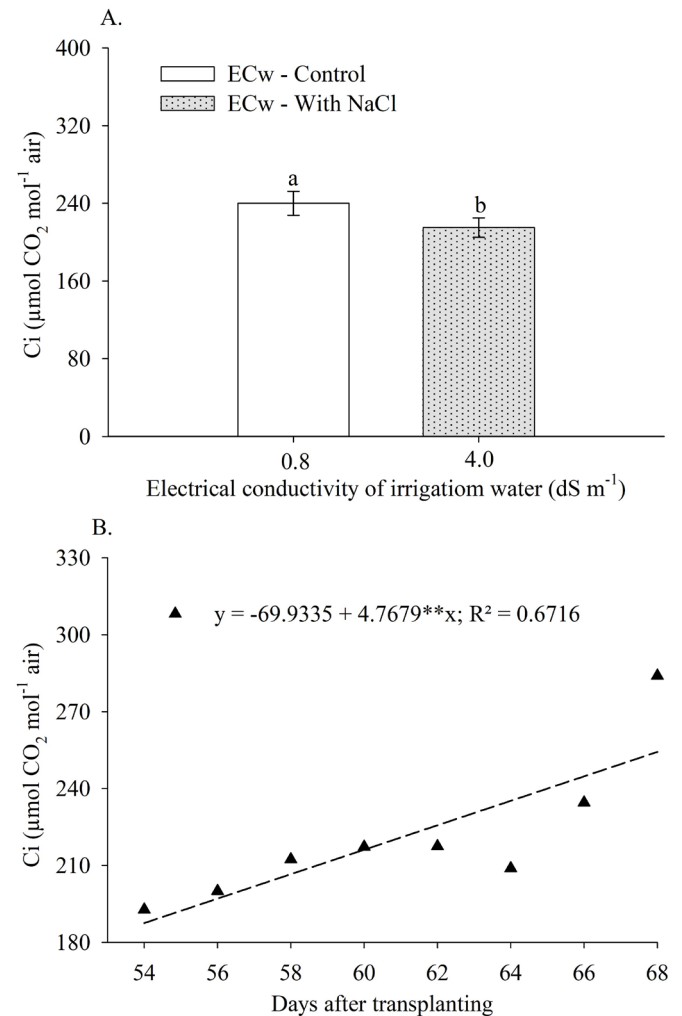 A.
400
320
240
160
80
0
Ci (µmol CO₂ mol⁻¹ air)
ECw - Control
ECw - With NaCl
a
b
0.8 4.0
Electrical conductivity of irrigatiom water (dS m⁻¹)
B.
330
300
270
240
210
180
Ci (µmol CO₂ mol⁻¹ air)
y = -69.9335 + 4.7679**x; R² = 0.6716
54 56 58 60 62 64 66 68
Days after transplanting